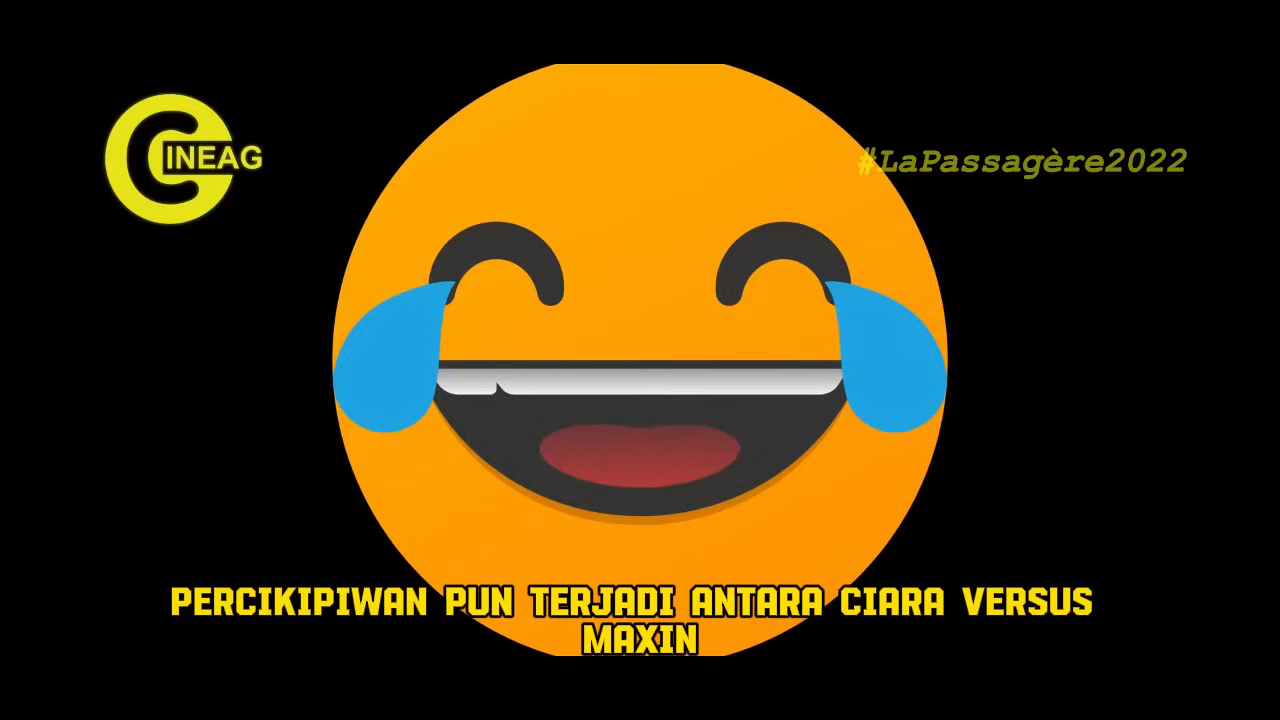 CINEAG
#LaPassagère2022
PERCIKIPIWAN PUN TERJADI ANTARA CIARA VERSUS
MAXIN